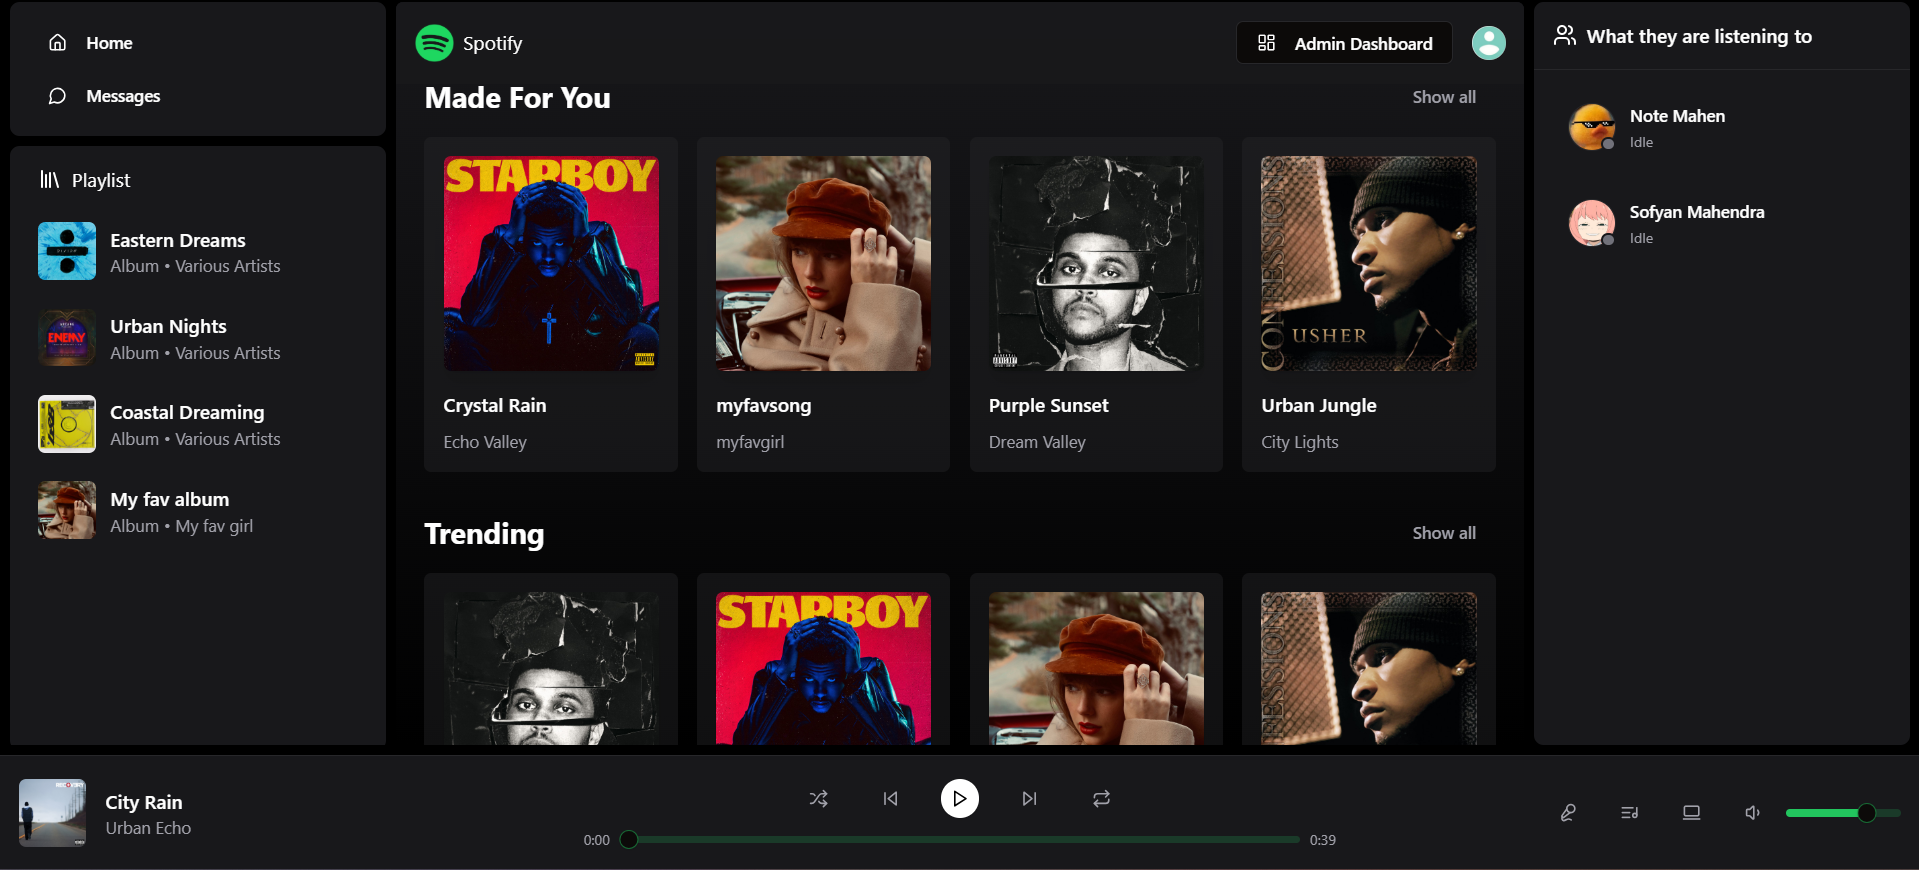 Home
Messages
Playlist
Eastern Dreams
Album • Various Artists
Urban Nights
Album • Various Artists
ENEMY
Coastal Dreaming
Album • Various Artists
My fav album
Album • My fav girl
Spotify
Admin Dashboard
Made For You
Show all
STARBOY
CONFESSIONS
USHER
Crystal Rain
Echo Valley
myfavsong
myfavgirl
Purple Sunset
Dream Valley
Urban Jungle
City Lights
Trending
Show all
STARBOY
What they are listening to
Note Mahen
Idle
Sofyan Mahendra
Idle
City Rain
Urban Echo
0:00
0:39